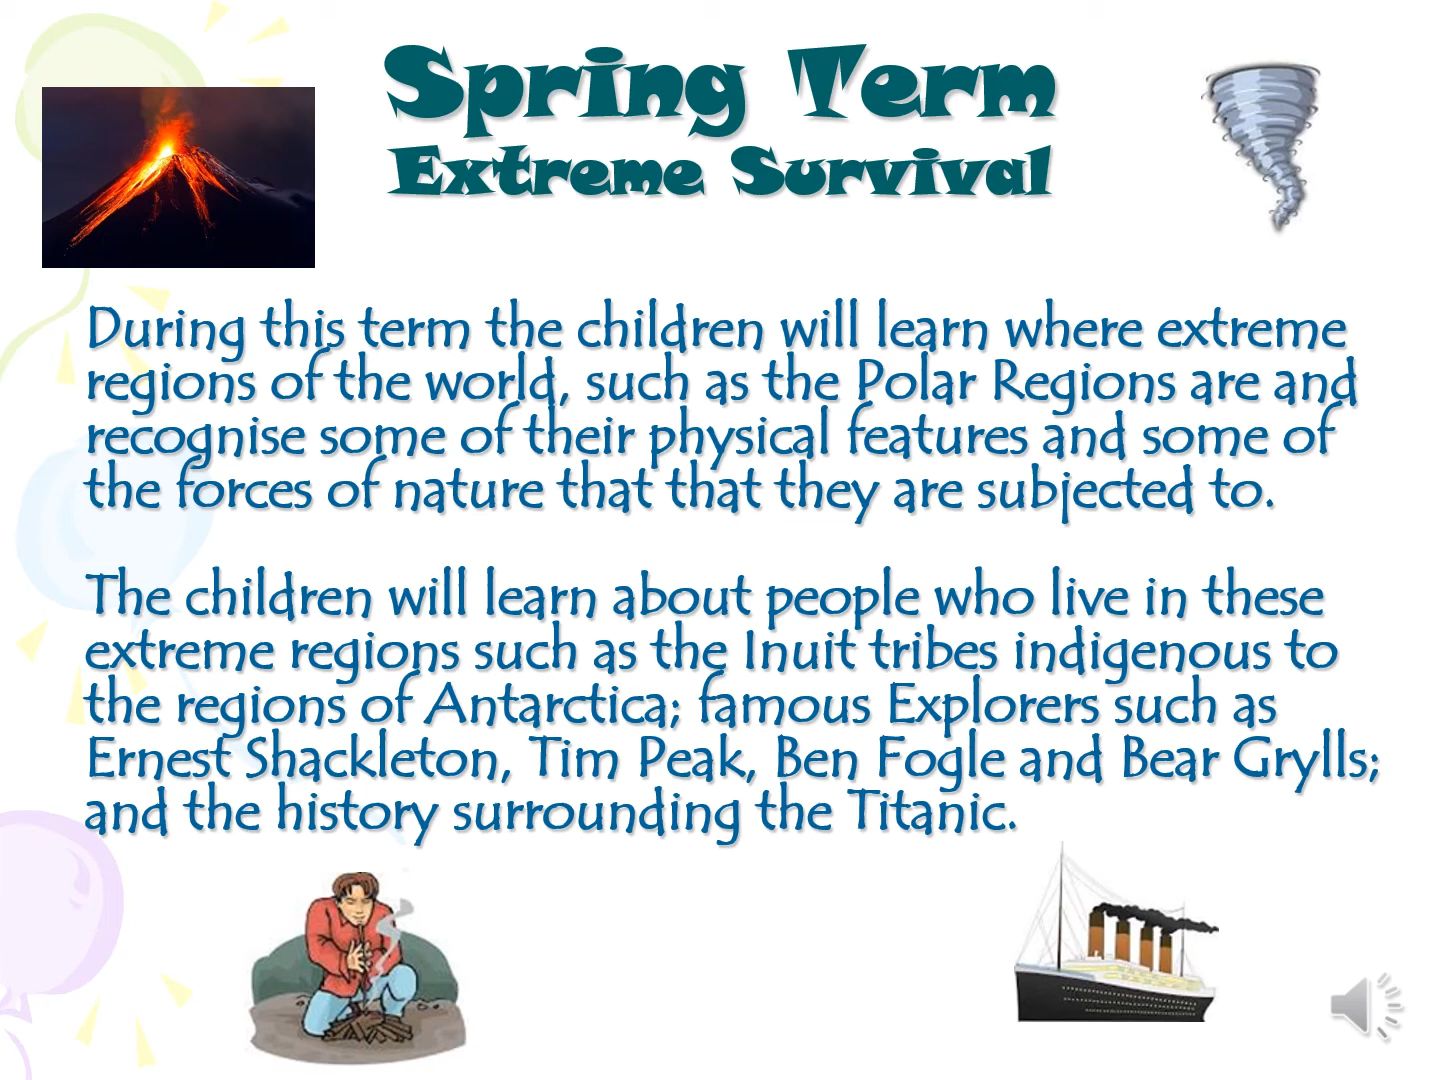 Spring Term
Extreme Survival
During this term the children will learn where extreme
regions of the world, such as the Polar Regions are and
recognise some of their physical features and some of
the forces of nature that that they are subjected to.
The children will learn about people who live in these
extreme regions such as the Inuit tribes indigenous to
the regions of Antarctica; famous Explorers such as
Ernest Shackleton, Tim Peak, Ben Fogle and Bear Grylls;
and the history surrounding the Titanic.